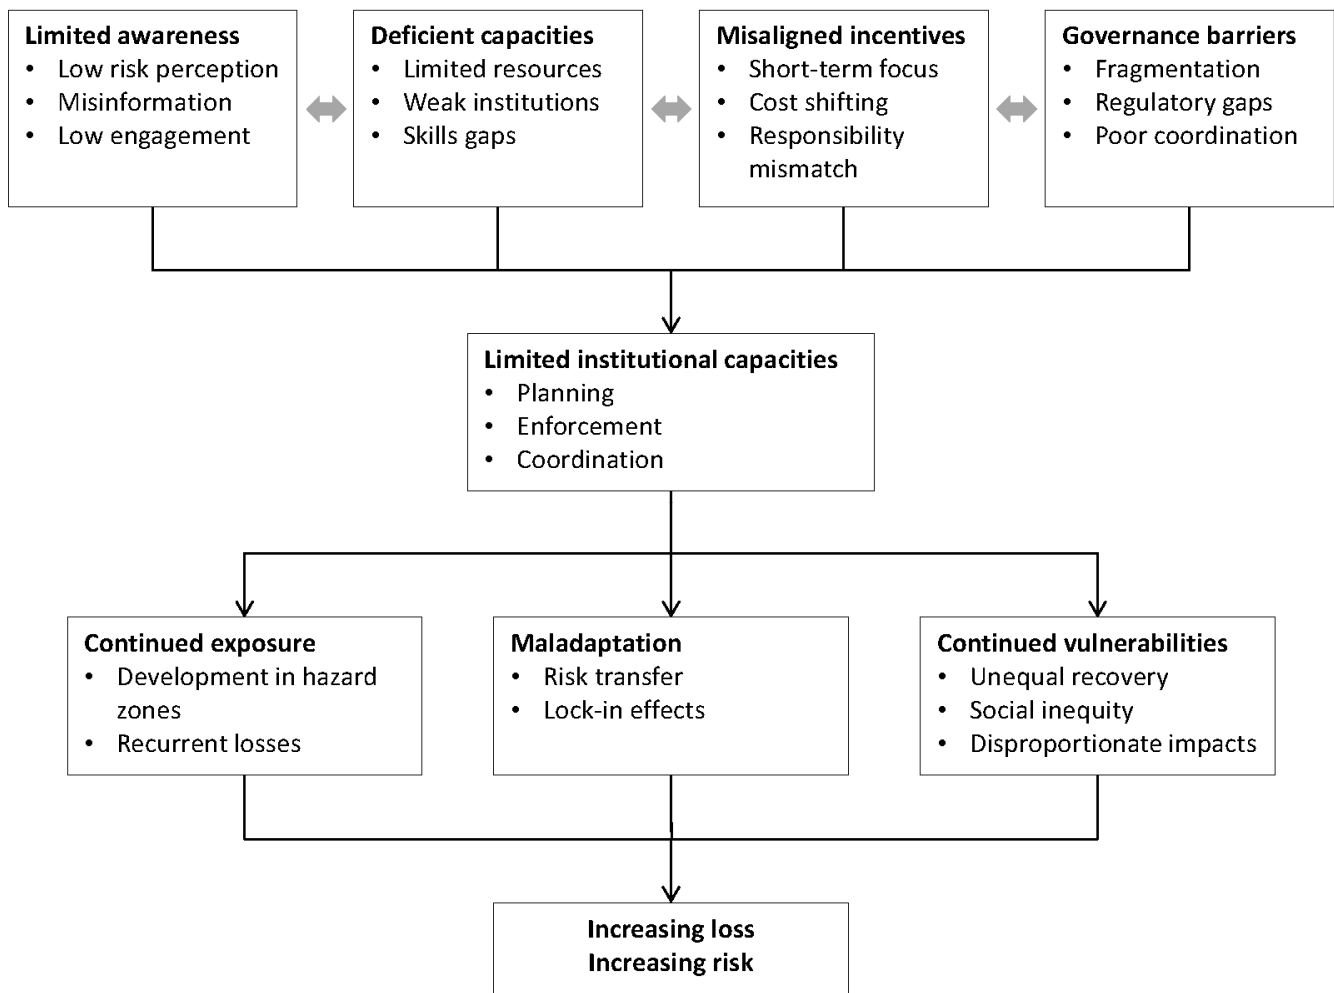 Limited awareness
• Low risk perception
• Misinformation
• Low engagement
Deficient capacities
• Limited resources
• Weak institutions
• Skills gaps
Misaligned incentives
• Short-term focus
• Cost shifting
• Responsibility
mismatch
Governance barriers
• Fragmentation
• Regulatory gaps
• Poor coordination
Limited institutional capacities
• Planning
• Enforcement
• Coordination
Continued exposure
• Development in hazard
zones
• Recurrent losses
Maladaptation
• Risk transfer
• Lock-in effects
Continued vulnerabilities
• Unequal recovery
• Social inequity
• Disproportionate impacts
Increasing loss
Increasing risk